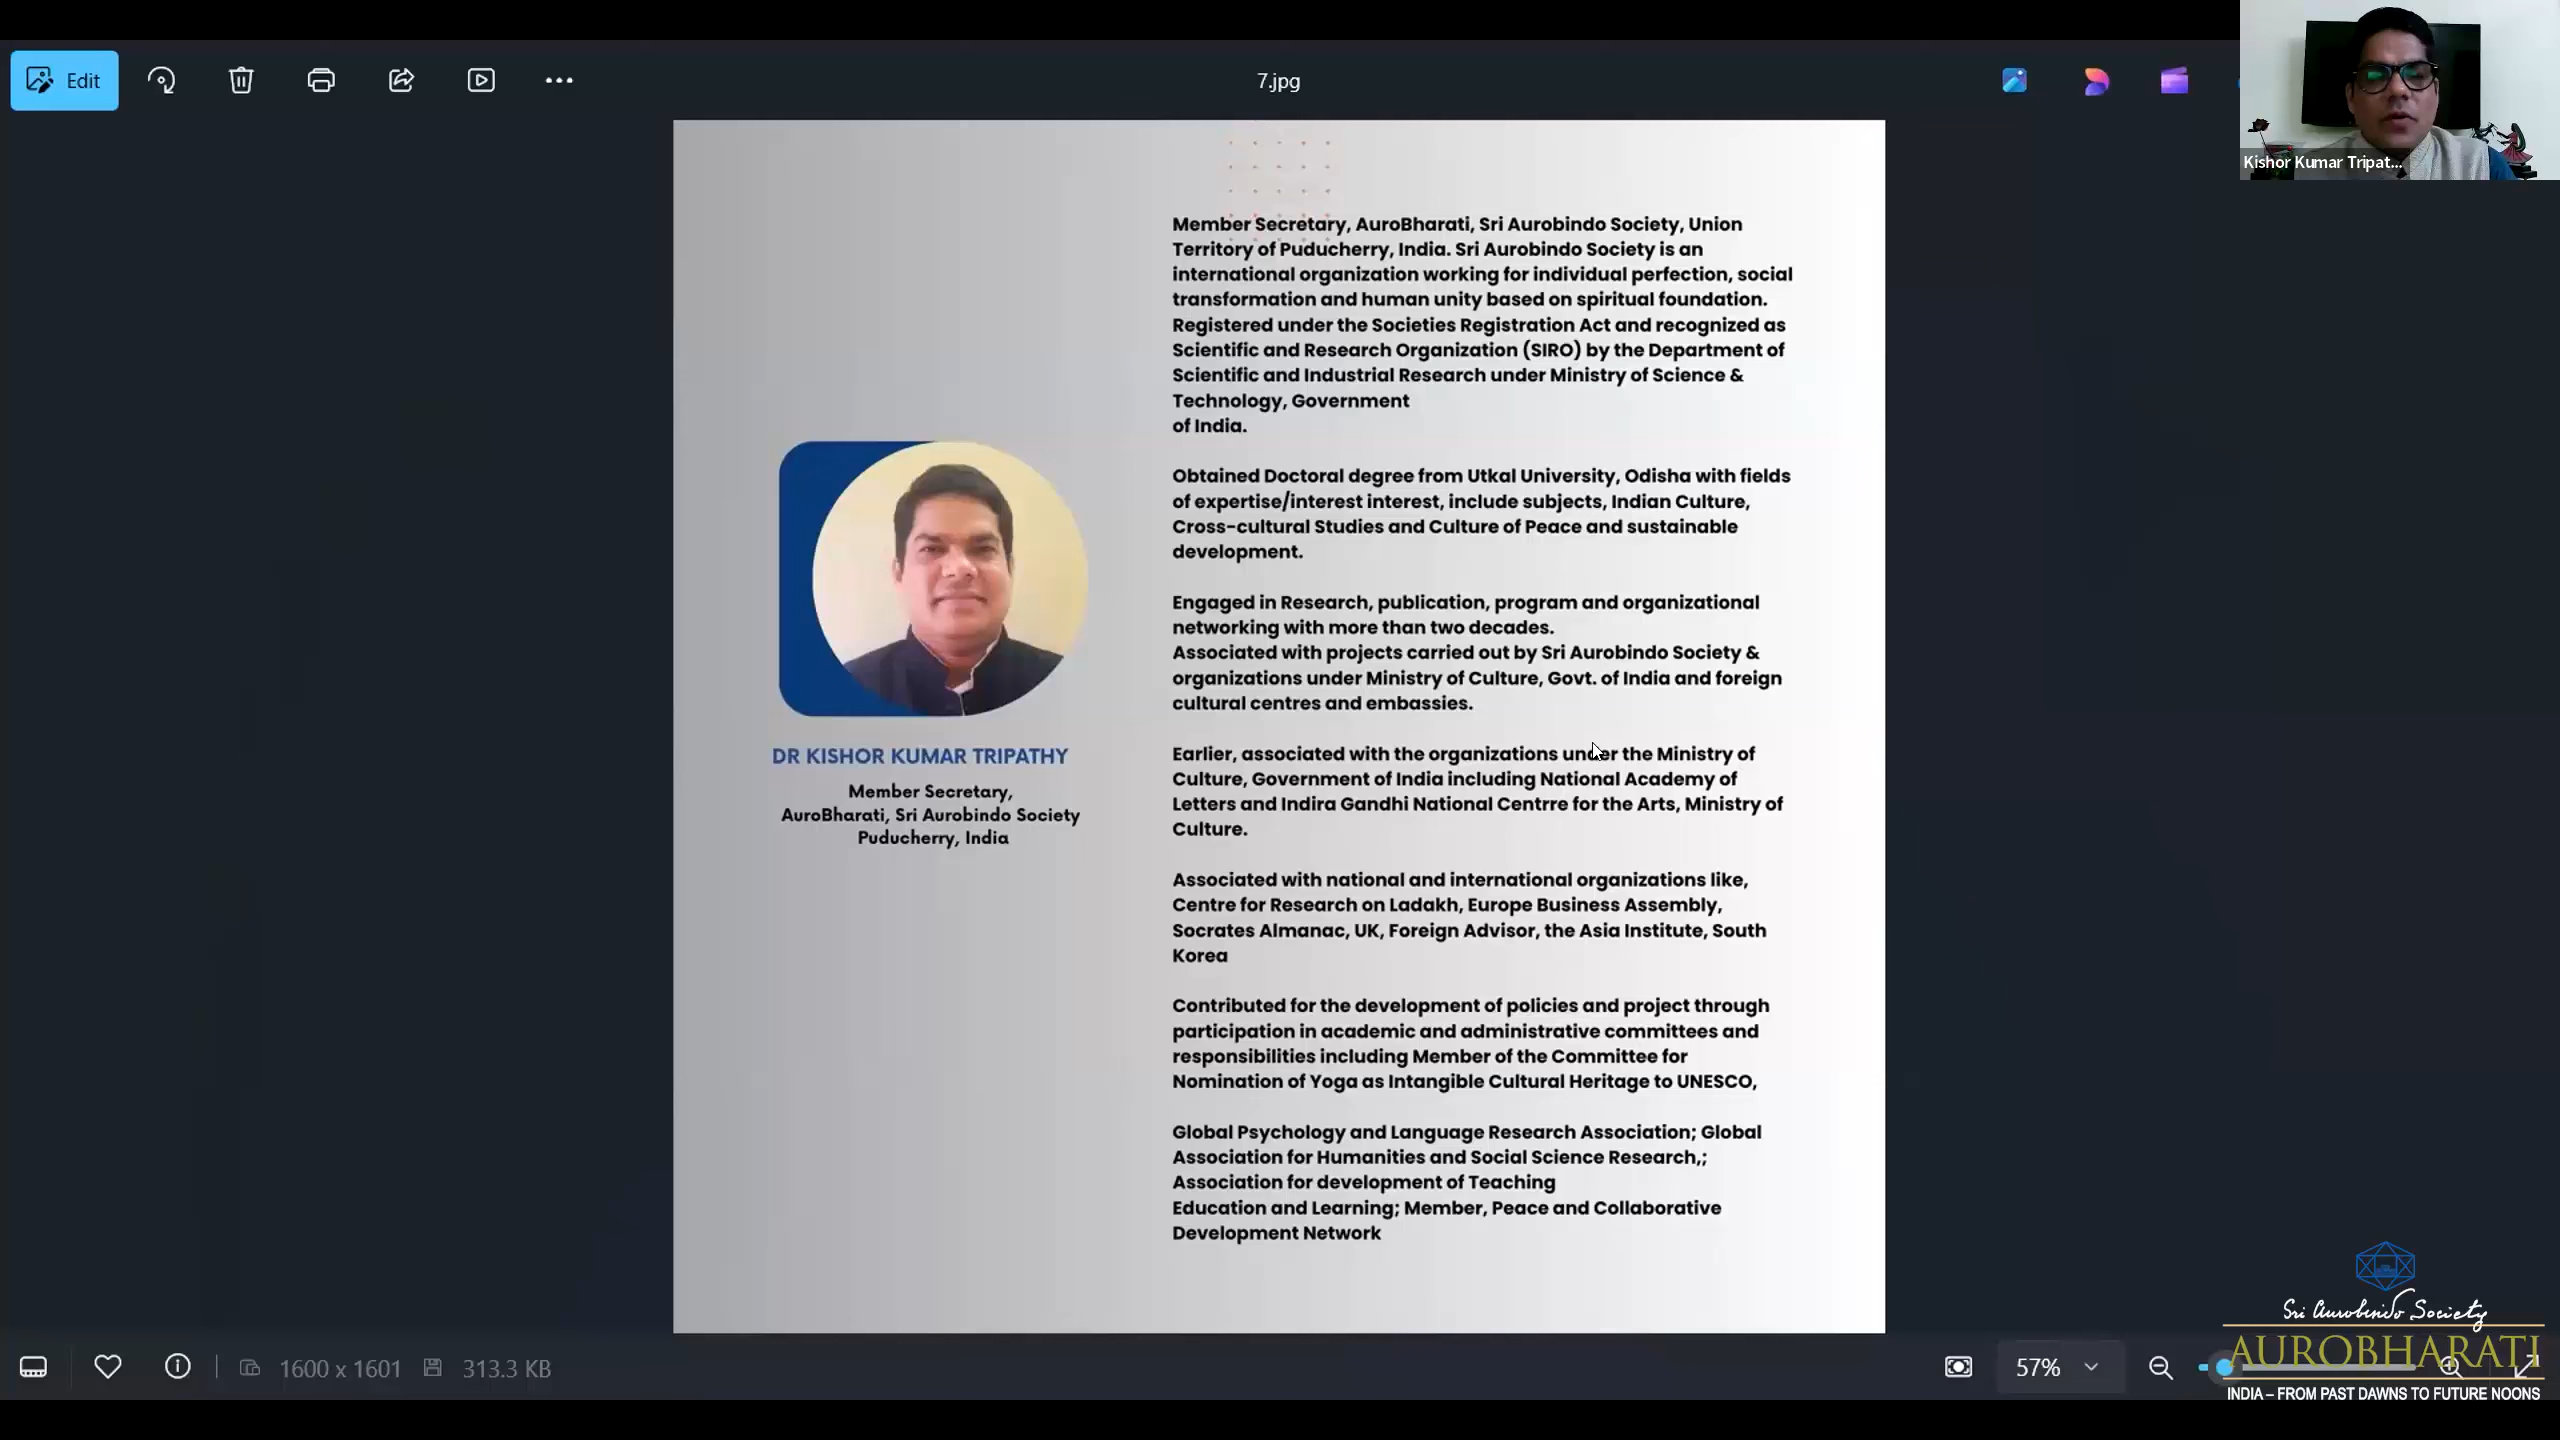 Edit
7.jpg
Kishor Kumar Tripat...
Member Secretary, AuroBharati, Sri Aurobindo Society, Union
Territory of Puducherry, India. Sri Aurobindo Society is an
international organization working for individual perfection, social
transformation and human unity based on spiritual foundation.
Registered under the Societies Registration Act and recognized as
Scientific and Research Organization (SIRO) by the Department of
Scientific and Industrial Research under Ministry of Science &
Technology, Government
of India.
Obtained Doctoral degree from Utkal University, Odisha with fields
of expertise/interest interest, include subjects, Indian Culture,
Cross-cultural Studies and Culture of Peace and sustainable
development.
Engaged in Research, publication, program and organizational
networking with more than two decades.
Associated with projects carried out by Sri Aurobindo Society &
organizations under Ministry of Culture, Govt. of India and foreign
cultural centres and embassies.
Earlier, associated with the organizations under the Ministry of
Culture, Government of India including National Academy of
Letters and Indira Gandhi National Centrre for the Arts, Ministry of
Culture.
Associated with national and international organizations like,
Centre for Research on Ladakh, Europe Business Assembly,
Socrates Almanac, UK, Foreign Advisor, the Asia Institute, South
Korea
Contributed for the development of policies and project through
participation in academic and administrative committees and
responsibilities including Member of the Committee for
Nomination of Yoga as Intangible Cultural Heritage to UNESCO,
Global Psychology and Language Research Association; Global
Association for Humanities and Social Science Research,;
Association for development of Teaching
Education and Learning; Member, Peace and Collaborative
Development Network
DR KISHOR KUMAR TRIPATHY
Member Secretary,
AuroBharati, Sri Aurobindo Society
Puducherry, India
1600 x 1601
313.3 KB
57%
Sri Aurobindo Society
AUROBHARATI
INDIA – FROM PAST DAWNS TO FUTURE NOONS